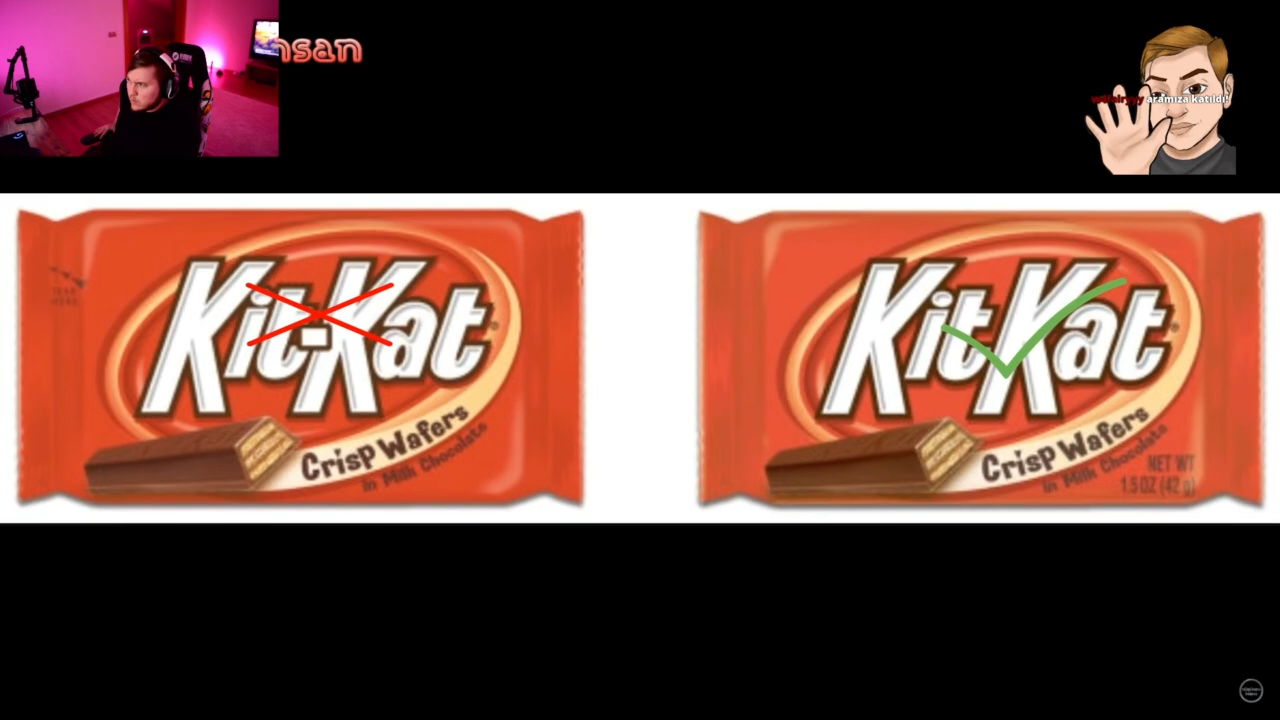 nsan
aramıza katıldı!
Kit-Kat
Crisp Wafers
in Milk Chocolate
KitKat
Crisp Wafers
in Milk Chocolate
NET WT
1.5 OZ (42 g)